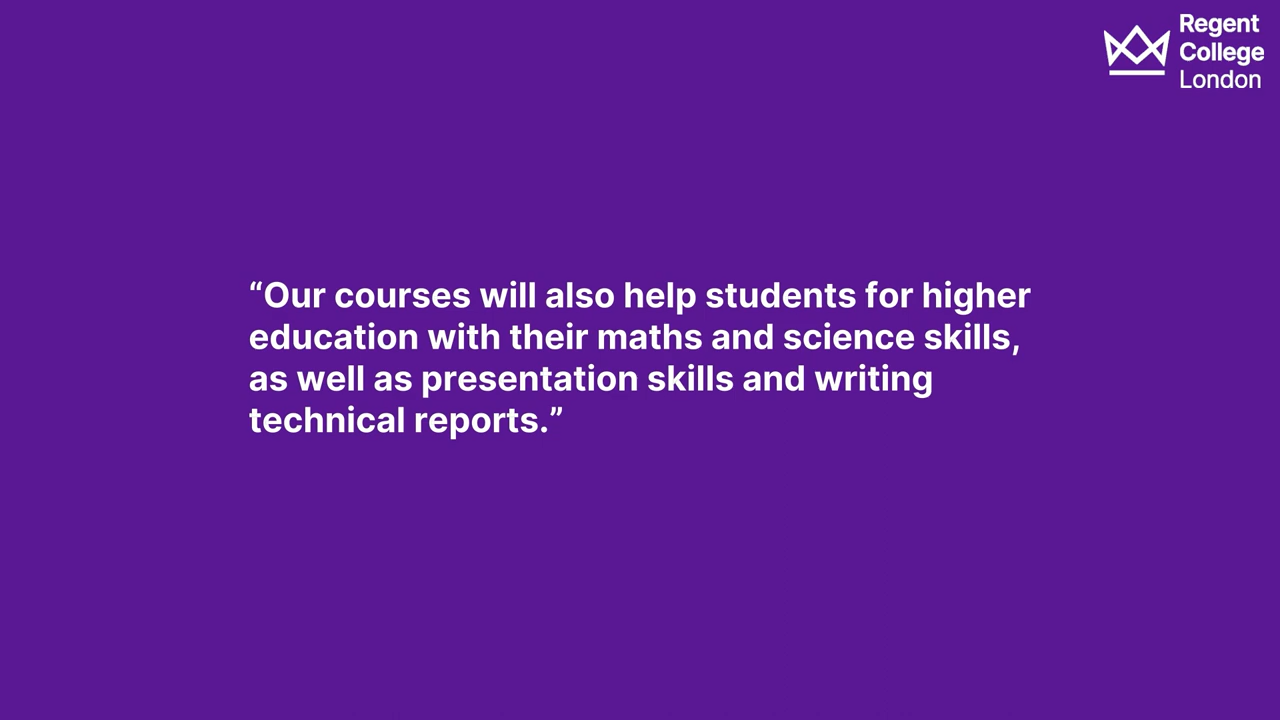 Regent
College
London
“Our courses will also help students for higher
education with their maths and science skills,
as well as presentation skills and writing
technical reports.”